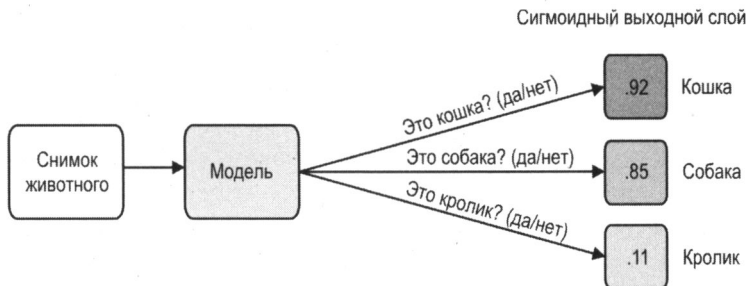 Сигмоидный выходной слой
Это кошка? (да/нет)
.92
Кошка
Снимок
животного
Модель
Это собака? (да/нет)
.85
Собака
Это кролик? (да/нет)
.11
Кролик